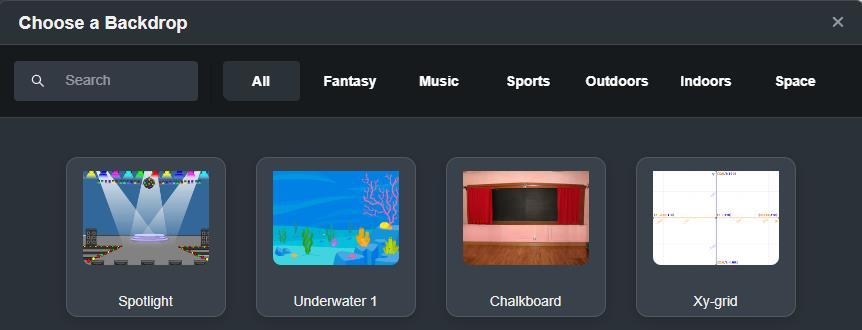 Choose a Backdrop
Search
All Fantasy Music Sports Outdoors Indoors Space
Spotlight Underwater 1 Chalkboard Xy-grid